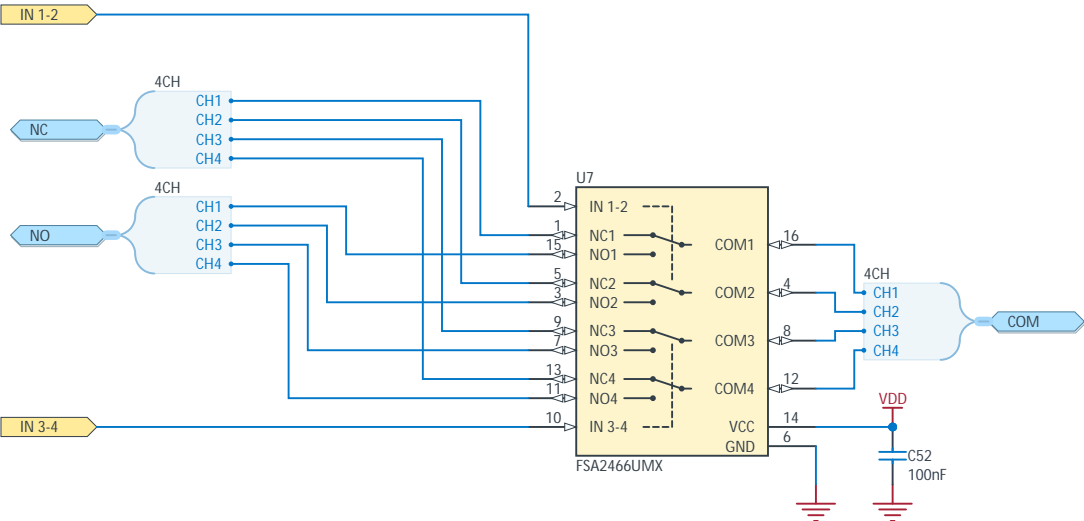 IN 1-2
4CH
CH1
CH2
CH3
CH4
NC
4CH
CH1
CH2
CH3
CH4
NO
IN 3-4
U7
2 IN 1-2
1 NC1
15 NO1
COM1 16
5 NC2
3 NO2
COM2 4
9 NC3
7 NO3
COM3 8
13 NC4
11 NO4
COM4 12
10 IN 3-4
VCC 14
GND 6
FSA2466UMX
4CH
CH1
CH2
CH3
CH4
COM
VDD
C52
100nF